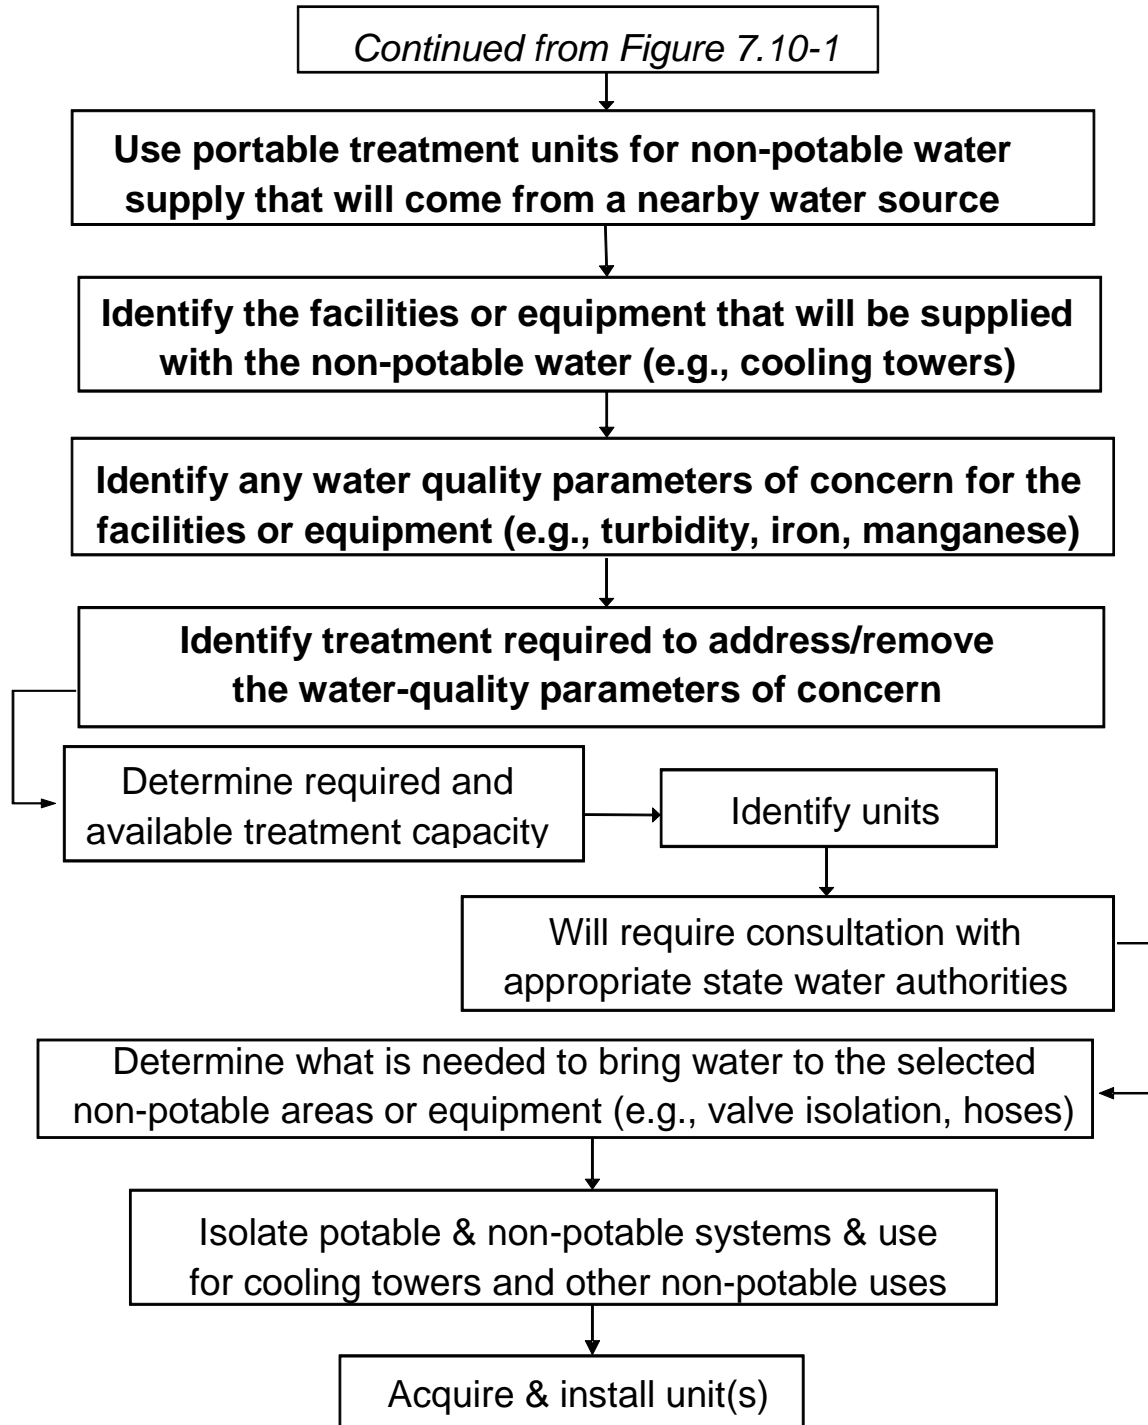 Continued from Figure 7.10-1
Use portable treatment units for non-potable water
supply that will come from a nearby water source
Identify the facilities or equipment that will be supplied
with the non-potable water (e.g., cooling towers)
Identify any water quality parameters of concern for the
facilities or equipment (e.g., turbidity, iron, manganese)
Identify treatment required to address/remove
the water-quality parameters of concern
Determine required and
available treatment capacity
Identify units
Will require consultation with
appropriate state water authorities
Determine what is needed to bring water to the selected
non-potable areas or equipment (e.g., valve isolation, hoses)
Isolate potable & non-potable systems & use
for cooling towers and other non-potable uses
Acquire & install unit(s)